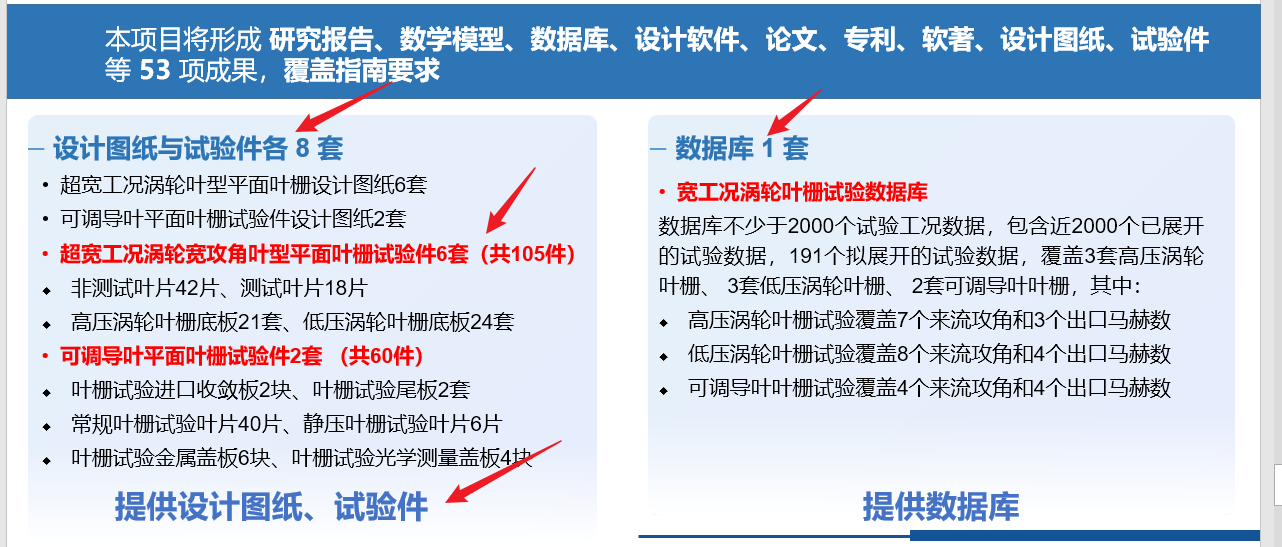 本项目将形成 研究报告、数学模型、数据库、设计软件、论文、专利、软著、设计图纸、试验件
等 53 项成果，覆盖指南要求
设计图纸与试验件各 8 套
• 超宽工况涡轮叶型平面叶栅设计图纸6套
• 可调导叶平面叶栅试验件设计图纸2套
• 超宽工况涡轮宽攻角叶型平面叶栅试验件6套（共105件）
◆ 非测试叶片42片、测试叶片18片
◆ 高压涡轮叶栅底板21套、低压涡轮叶栅底板24套
• 可调导叶平面叶栅试验件2套 （共60件）
◆ 叶栅试验进口收敛板2块、叶栅试验尾板2套
◆ 常规叶栅试验叶片40片、静压叶栅试验叶片6片
◆ 叶栅试验金属盖板6块、叶栅试验光学测量盖板4块
提供设计图纸、试验件
数据库 1 套
• 宽工况涡轮叶栅试验数据库
数据库不少于2000个试验工况数据，包含近2000个已展开
的试验数据，191个拟展开的试验数据，覆盖3套高压涡轮
叶栅、 3套低压涡轮叶栅、 2套可调导叶叶栅，其中：
◆ 高压涡轮叶栅试验覆盖7个来流攻角和3个出口马赫数
◆ 低压涡轮叶栅试验覆盖8个来流攻角和4个出口马赫数
◆ 可调导叶叶栅试验覆盖4个来流攻角和4个出口马赫数
提供数据库